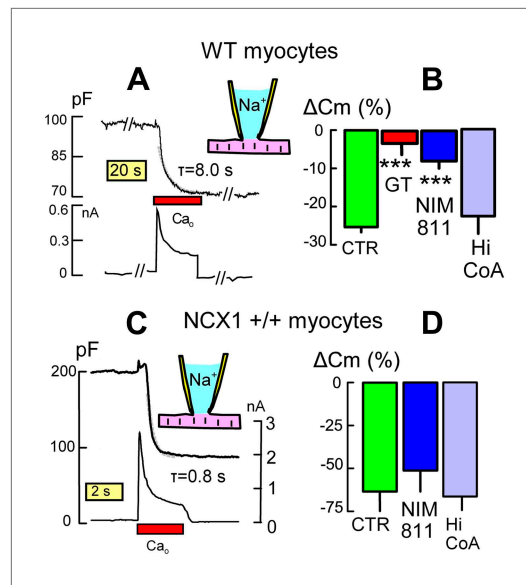 WT myocytes
A
pF
100
85
70
20 s
Na+
τ=8.0 s
0.6
nA
0.3
0
Cao
B
ΔCm (%)
0
-10
-20
-30
CTR
***
GT
***
NIM
811
Hi
CoA
NCX1 +/+ myocytes
C
pF
200
100
0
2 s
Na+
τ=0.8 s
nA
3
2
1
0
Cao
D
ΔCm (%)
0
-25
-50
-75
CTR
NIM
811
Hi
CoA